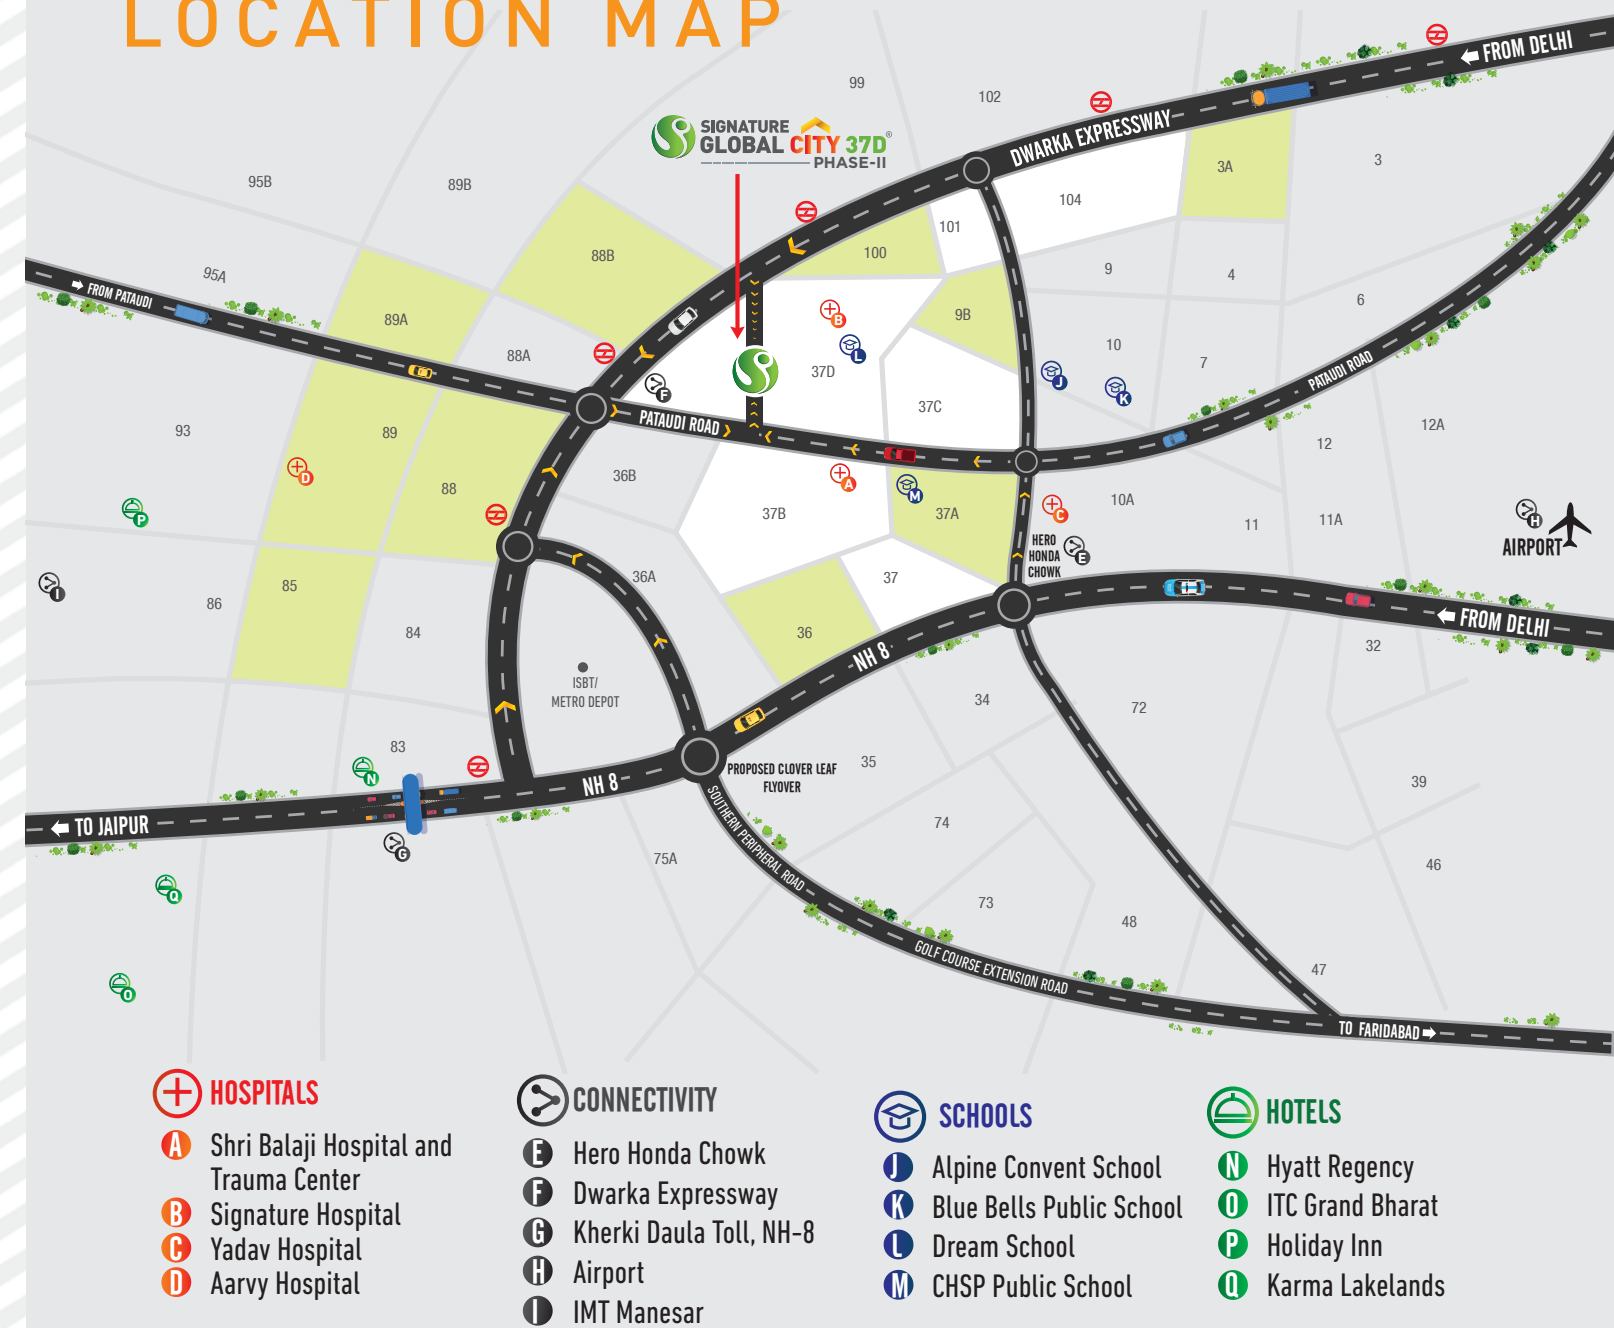 LOCATION MAP
FROM DELHI
99
102
DWARKA EXPRESSWAY
SIGNATURE
GLOBAL CITY 37D®
PHASE-II
3A
3
95B
89B
104
101
100
88B
9
4
95A
6
FROM PATAUDI
89A
9B
B
88A
L
10
7
37D
J
K
F
PATAUDI ROAD
37C
PATAUDI ROAD
12A
93
89
12
D
36B
A
M
88
10A
P
37B
37A
C
11
11A
H
AIRPORT
HERO
HONDA
CHOWK
E
I
36A
37
85
86
84
36
FROM DELHI
32
NH 8
ISBT/
METRO DEPOT
34
72
83
N
35
PROPOSED CLOVER LEAF
FLYOVER
NH 8
39
TO JAIPUR
G
74
SOUTHERN PERIPHERAL ROAD
75A
46
Q
73
48
GOLF COURSE EXTENSION ROAD
47
O
TO FARIDABAD
HOSPITALS
A Shri Balaji Hospital and
Trauma Center
B Signature Hospital
C Yadav Hospital
D Aarvy Hospital
CONNECTIVITY
E Hero Honda Chowk
F Dwarka Expressway
G Kherki Daula Toll, NH-8
H Airport
I IMT Manesar
SCHOOLS
J Alpine Convent School
K Blue Bells Public School
L Dream School
M CHSP Public School
HOTELS
N Hyatt Regency
O ITC Grand Bharat
P Holiday Inn
Q Karma Lakelands